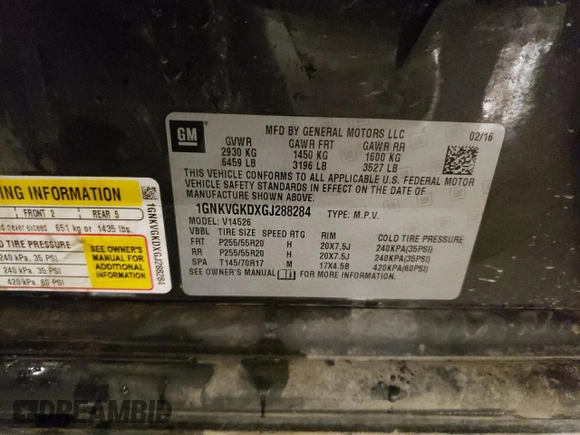 GM
MFD BY GENERAL MOTORS LLC 02/16
GVWR GAWR FRT GAWR RR
2930 KG 1450 KG 1600 KG
6459 LB 3196 LB 3527 LB
THIS VEHICLE CONFORMS TO ALL APPLICABLE U.S. FEDERAL MOTOR
VEHICLE SAFETY STANDARDS IN EFFECT ON THE DATE OF
MANUFACTURE SHOWN ABOVE.
1GNKVGKDXGJ288284 TYPE: M.P.V.
MODEL: V14526
VBBL TIRE SIZE SPEED RTG RIM COLD TIRE PRESSURE
FRT P255/55R20 H 20X7.5J 240KPA(35PSI)
RR P255/55R20 H 20X7.5J 240KPA(35PSI)
SPA T145/70R17 M 17X4.5B 420KPA(60PSI)
SEE OWNER'S MANUAL FOR MORE INFORMATION.
ING INFORMATION
FRONT 2 REAR 5
exceed 651 kg or 1435 lbs.
D TIRE PRESSURE
240 kPa, 35 PSI
240 kPa, 35 PSI
420 kPa, 60 PSI
SEE OWNER'S
MANUAL FOR
ADDITIONAL
INFORMATION
1GNKVGKDXGJ288284
DREAMBID